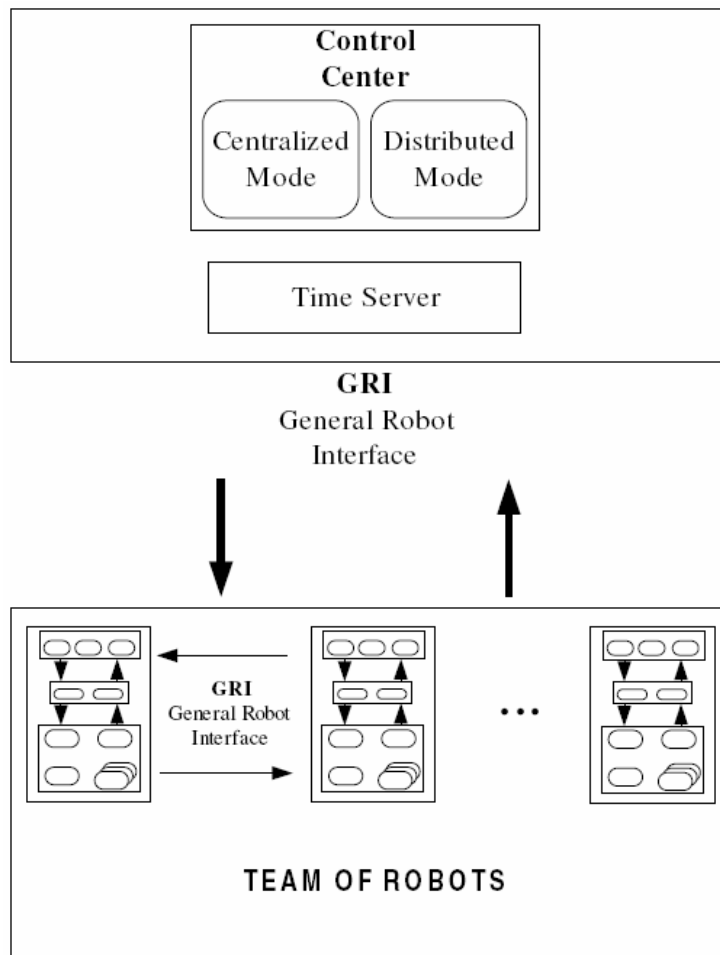 Control
Center
Centralized
Mode
Distributed
Mode
Time Server
GRI
General Robot
Interface
GRI
General Robot
Interface
...
TEAM OF ROBOTS